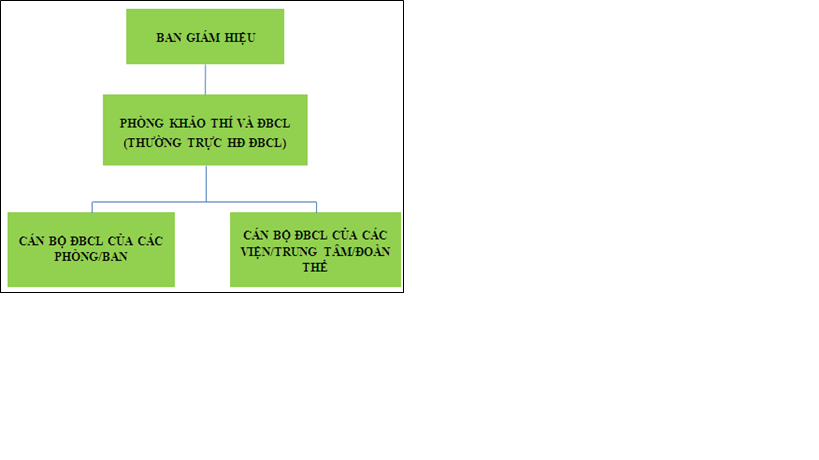 BAN GIÁM HIỆU
PHÒNG KHẢO THÍ VÀ ĐBCL
(THƯỜNG TRỰC HĐ ĐBCL)
CÁN BỘ ĐBCL CỦA CÁC
PHÒNG/BAN
CÁN BỘ ĐBCL CỦA CÁC
VIỆN/TRUNG TÂM/ĐOÀN
THỂ